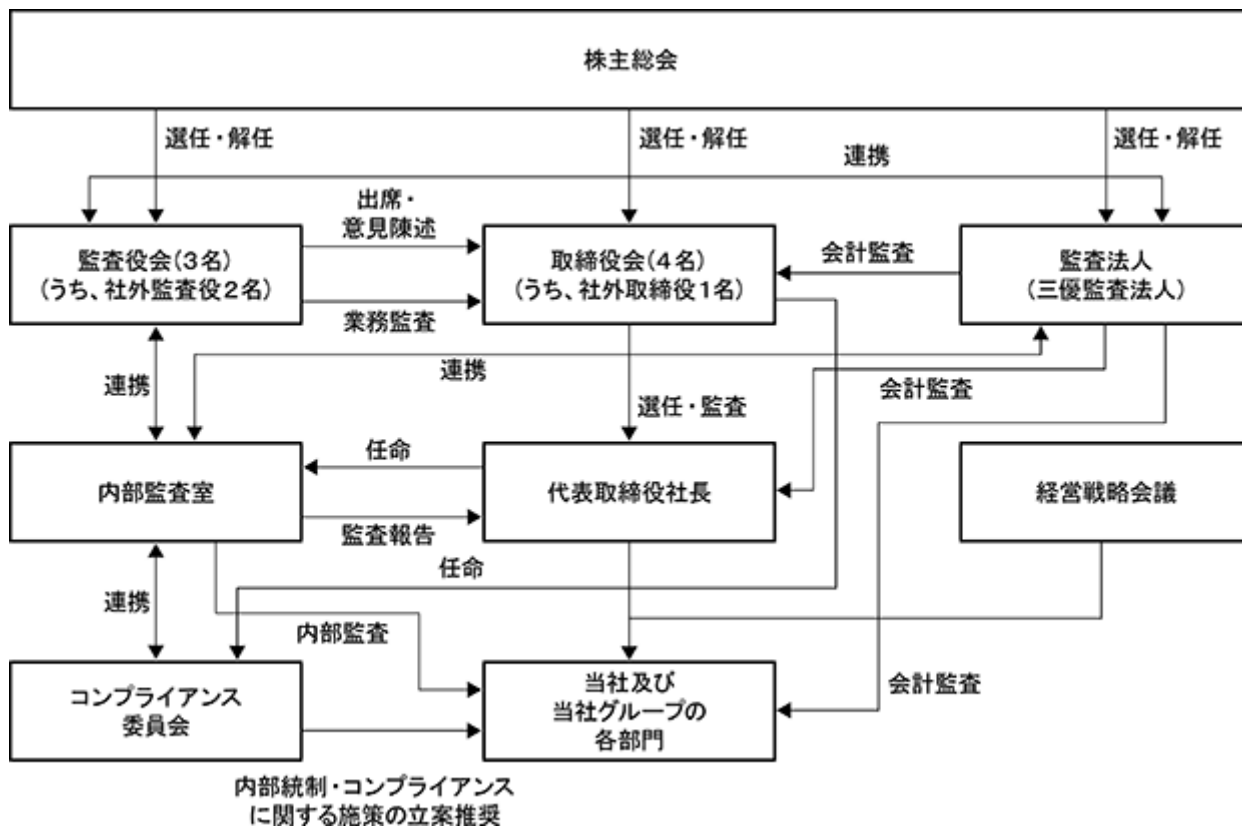 株主総会
選任・解任
選任・解任
選任・解任
連携
出席・
意見陳述
監査役会(3名)
(うち、社外監査役2名)
取締役会(4名)
(うち、社外取締役1名)
会計監査
監査法人
(三優監査法人)
業務監査
連携
連携
会計監査
選任・監査
内部監査室
任命
代表取締役社長
経営戦略会議
監査報告
任命
連携
内部監査
コンプライアンス
委員会
当社及び
当社グループの
各部門
会計監査
内部統制・コンプライアンス
に関する施策の立案推奨